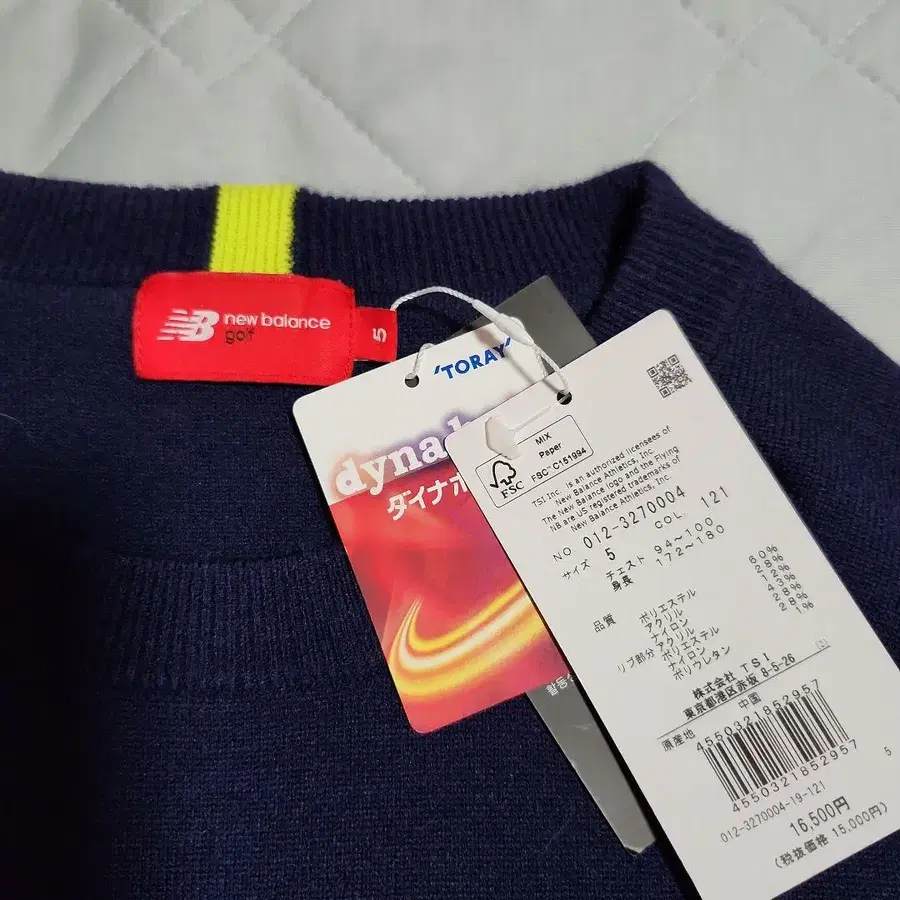 new balance
golf
5
'TORAY'
dyna
ダイナ
MIX
Paper
FSC™ C151994
FSC
TSI Inc. is an authorized licensees of
New Balance Athletics, Inc.
The New Balance logo and the Flying
NB are US registered trademarks of
New Balance Athletics, Inc.
NO. 012-3270004
サイズ 5 COL. 121
チェスト 94~100
身長 172~180
品質 ポリエステル 60%
アクリル 28%
ナイロン 12%
リブ部分 アクリル 43%
ポリエステル 28%
ナイロン 28%
ポリウレタン 1%
株式会社 TSI
東京都港区赤坂 8-5-26
原産地 中国
4550321852957
4550321852957
5
012-3270004-19-121
16,500円
(税抜価格 15,000円)
활동